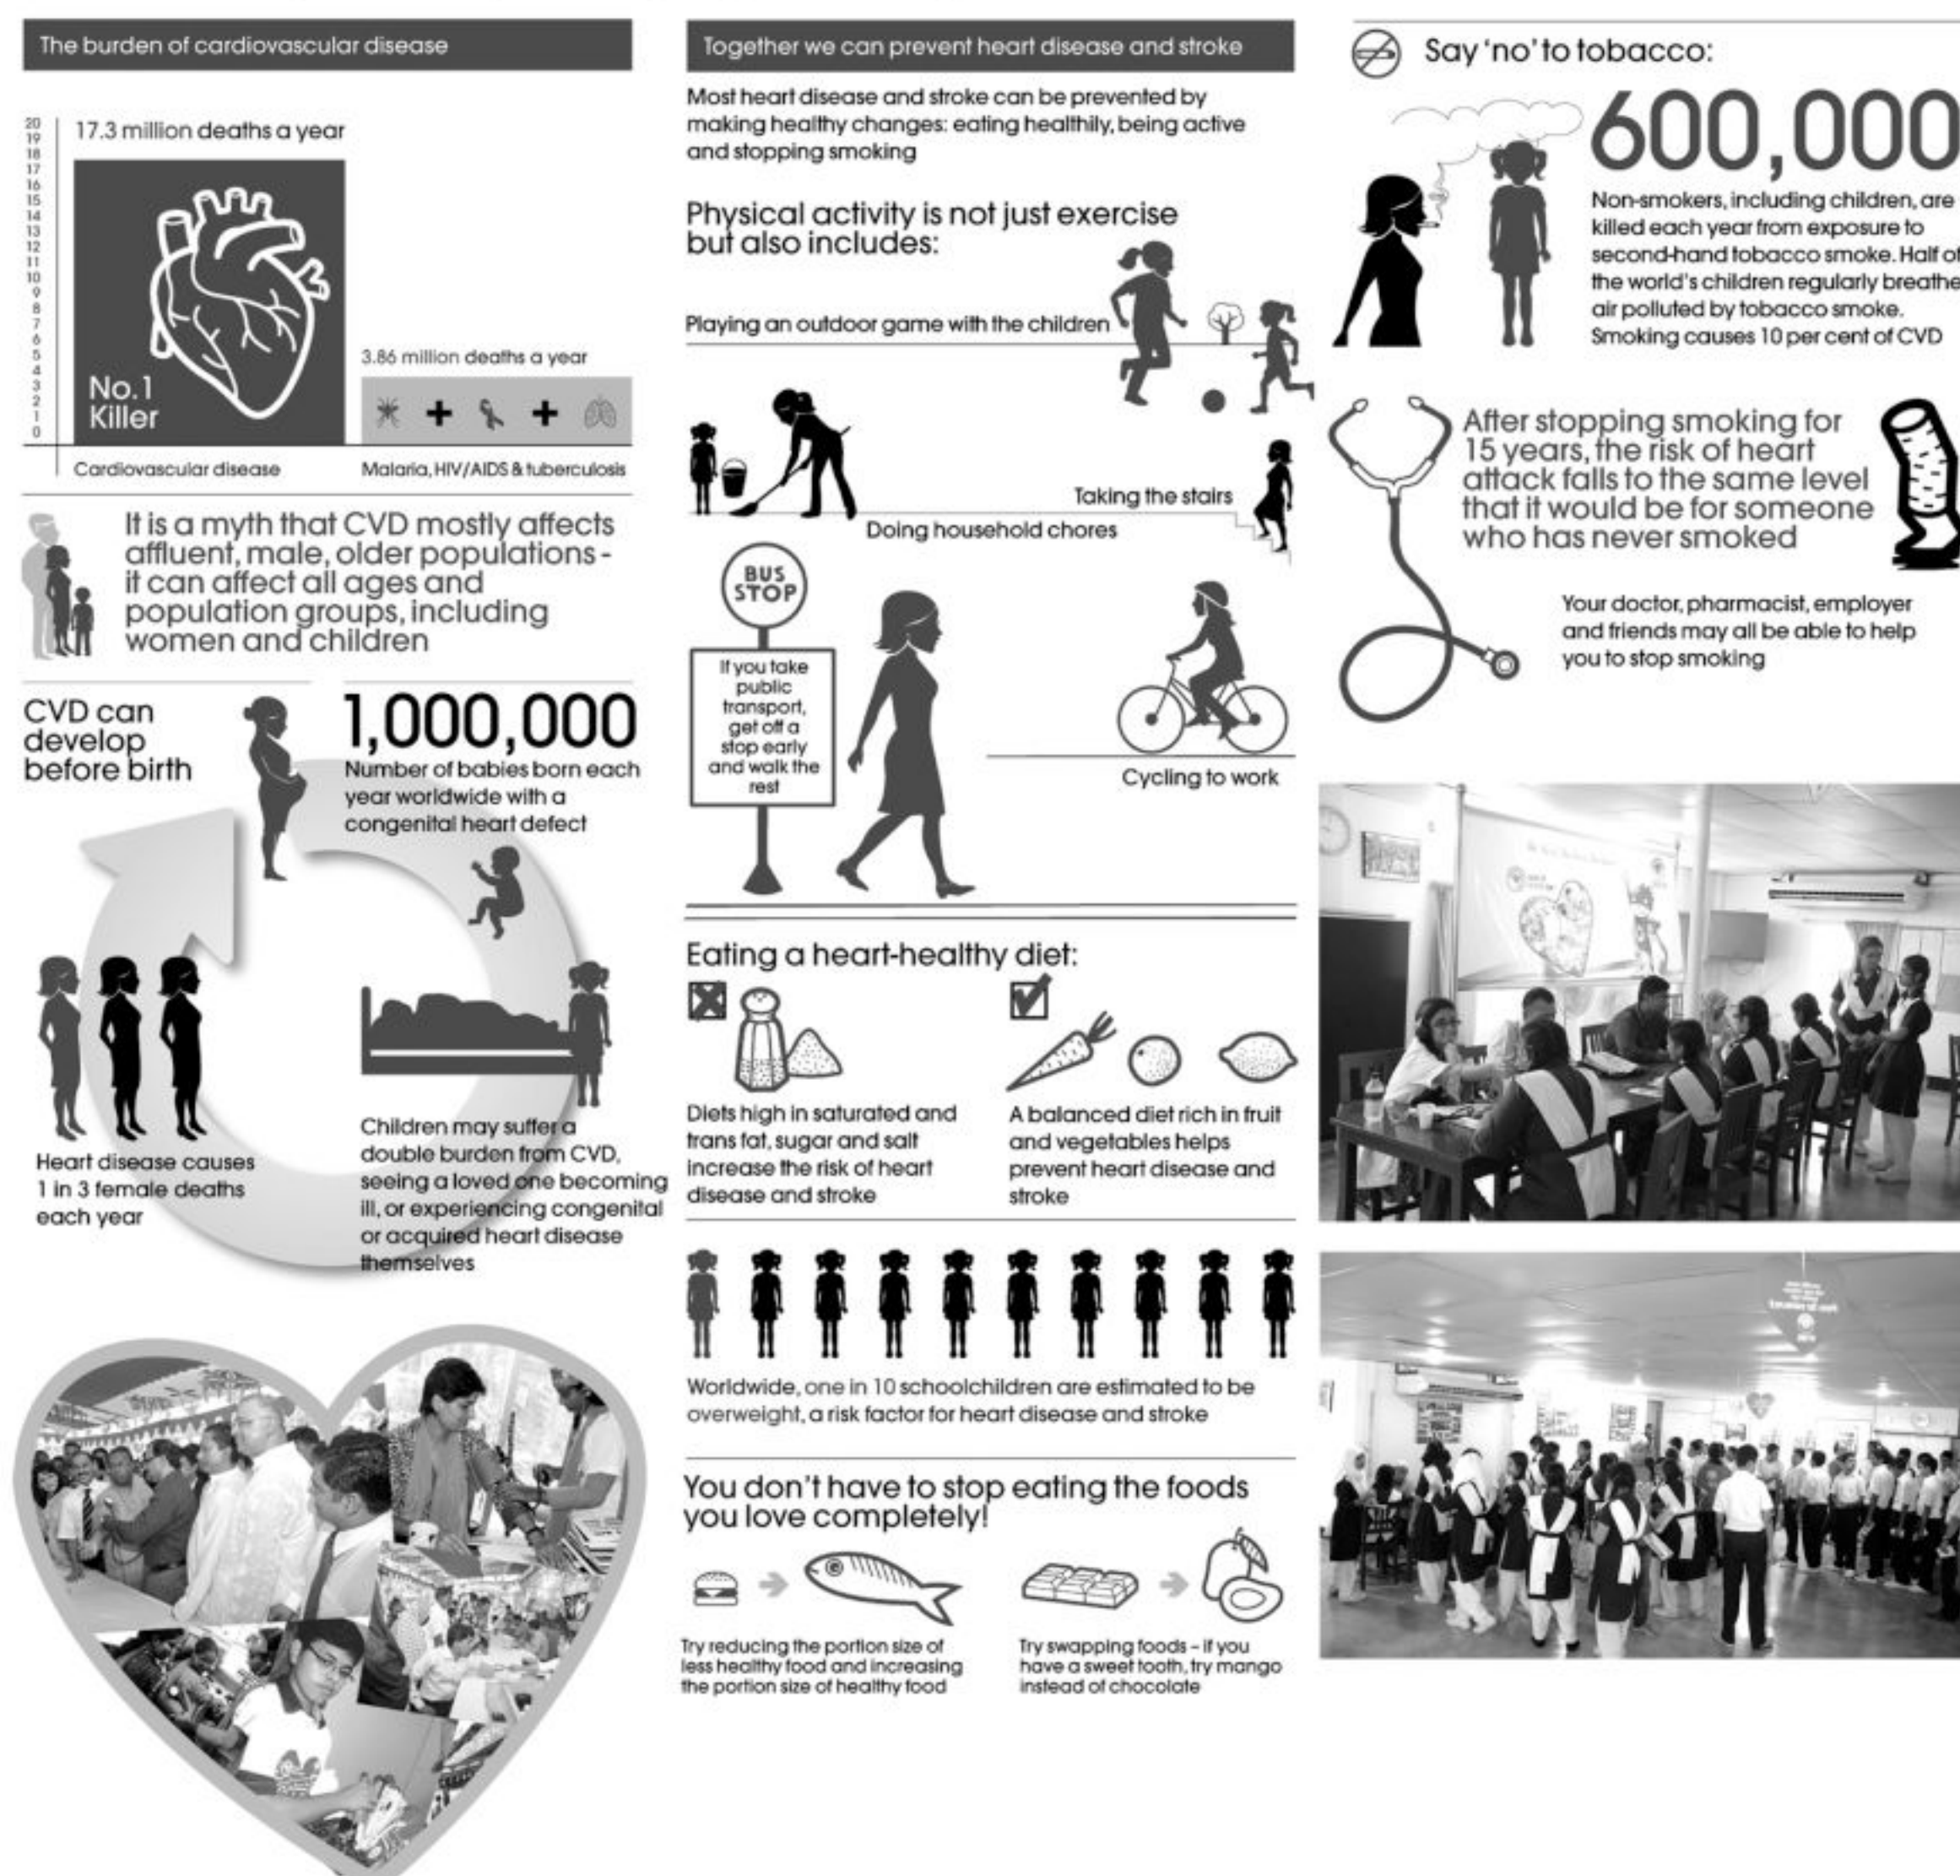 The burden of cardiovascular disease
20
19
18
17
16
15
14
13
12
11
10
9
8
7
6
5
4
3
2
1
0
17.3 million deaths a year
No.1
Killer
3.86 million deaths a year
Cardiovascular disease
Malaria, HIV/AIDS & tuberculosis
It is a myth that CVD mostly affects
affluent, male, older populations -
it can affect all ages and
population groups, including
women and children
CVD can
develop
before birth
1,000,000
Number of babies born each
year worldwide with a
congenital heart defect
Heart disease causes
1 in 3 female deaths
each year
Children may suffer a
double burden from CVD,
seeing a loved one becoming
ill, or experiencing congenital
or acquired heart disease
themselves
Together we can prevent heart disease and stroke
Most heart disease and stroke can be prevented by
making healthy changes: eating healthily, being active
and stopping smoking
Physical activity is not just exercise
but also includes:
Playing an outdoor game with the children
Taking the stairs
Doing household chores
BUS
STOP
If you take
public
transport,
get off a
stop early
and walk the
rest
Cycling to work
Eating a heart-healthy diet:
Diets high in saturated and
trans fat, sugar and salt
increase the risk of heart
disease and stroke
A balanced diet rich in fruit
and vegetables helps
prevent heart disease and
stroke
Worldwide, one in 10 schoolchildren are estimated to be
overweight, a risk factor for heart disease and stroke
You don't have to stop eating the foods
you love completely!
Try reducing the portion size of
less healthy food and increasing
the portion size of healthy food
Try swapping foods – if you
have a sweet tooth, try mango
instead of chocolate
Say 'no' to tobacco:
600,000
Non-smokers, including children, are
killed each year from exposure to
second-hand tobacco smoke. Half of
the world's children regularly breathe
air polluted by tobacco smoke.
Smoking causes 10 per cent of CVD
After stopping smoking for
15 years, the risk of heart
attack falls to the same level
that it would be for someone
who has never smoked
Your doctor, pharmacist, employer
and friends may all be able to help
you to stop smoking